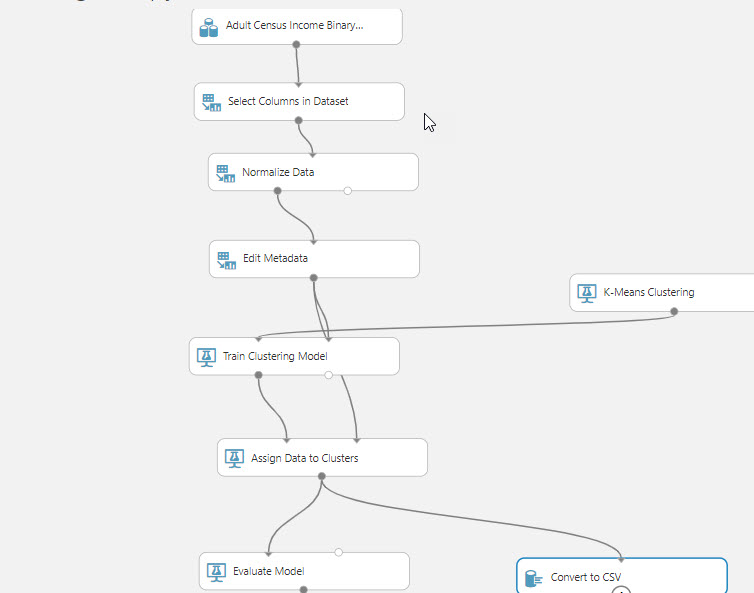 Adult Census Income Binary...
Select Columns in Dataset
Normalize Data
Edit Metadata
K-Means Clustering
Train Clustering Model
Assign Data to Clusters
Evaluate Model
Convert to CSV